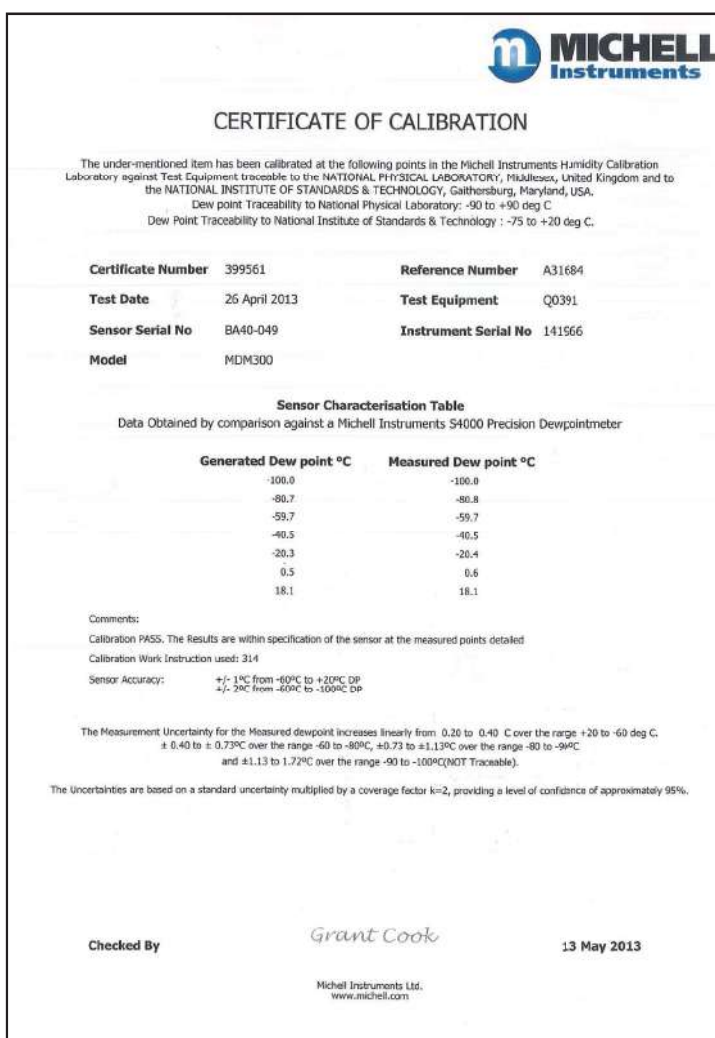 MICHELL
Instruments
CERTIFICATE OF CALIBRATION
The under-mentioned item has been calibrated at the following points in the Michell Instruments Humidity Calibration
Laboratory against Test Equipment traceable to the NATIONAL PHYSICAL LABORATORY, Middlesex, United Kingdom and to
the NATIONAL INSTITUTE OF STANDARDS & TECHNOLOGY, Gaithersburg, Maryland, USA.
Dew point Traceability to National Physical Laboratory: -90 to +90 deg C
Dew Point Traceability to National Institute of Standards & Technology : -75 to +20 deg C.
Certificate Number 399561 Reference Number A31684
Test Date 26 April 2013 Test Equipment Q0391
Sensor Serial No BA40-049 Instrument Serial No 141566
Model MDM300
Sensor Characterisation Table
Data Obtained by comparison against a Michell Instruments S4000 Precision Dewpointmeter
Generated Dew point °C Measured Dew point °C
-100.0 -100.0
-80.7 -80.8
-59.7 -59.7
-40.5 -40.5
-20.3 -20.4
0.5 0.6
18.1 18.1
Comments:
Calibration PASS. The Results are within specification of the sensor at the measured points detailed
Calibration Work Instruction used: 314
Sensor Accuracy: +/- 1°C from -60°C to +20°C DP
+/- 2°C from -60°C to -100°C DP
The Measurement Uncertainty for the Measured dewpoint increases linearly from 0.20 to 0.40 C over the range +20 to -60 deg C.
± 0.40 to ± 0.73°C over the range -60 to -80°C, ±0.73 to ±1.13°C over the range -80 to -90°C
and ±1.13 to 1.72°C over the range -90 to -100°C(NOT Traceable).
The Uncertainties are based on a standard uncertainty multiplied by a coverage factor k=2, providing a level of confidance of approximately 95%.
Checked By Grant Cook 13 May 2013
Michell Instruments Ltd.
www.michell.com